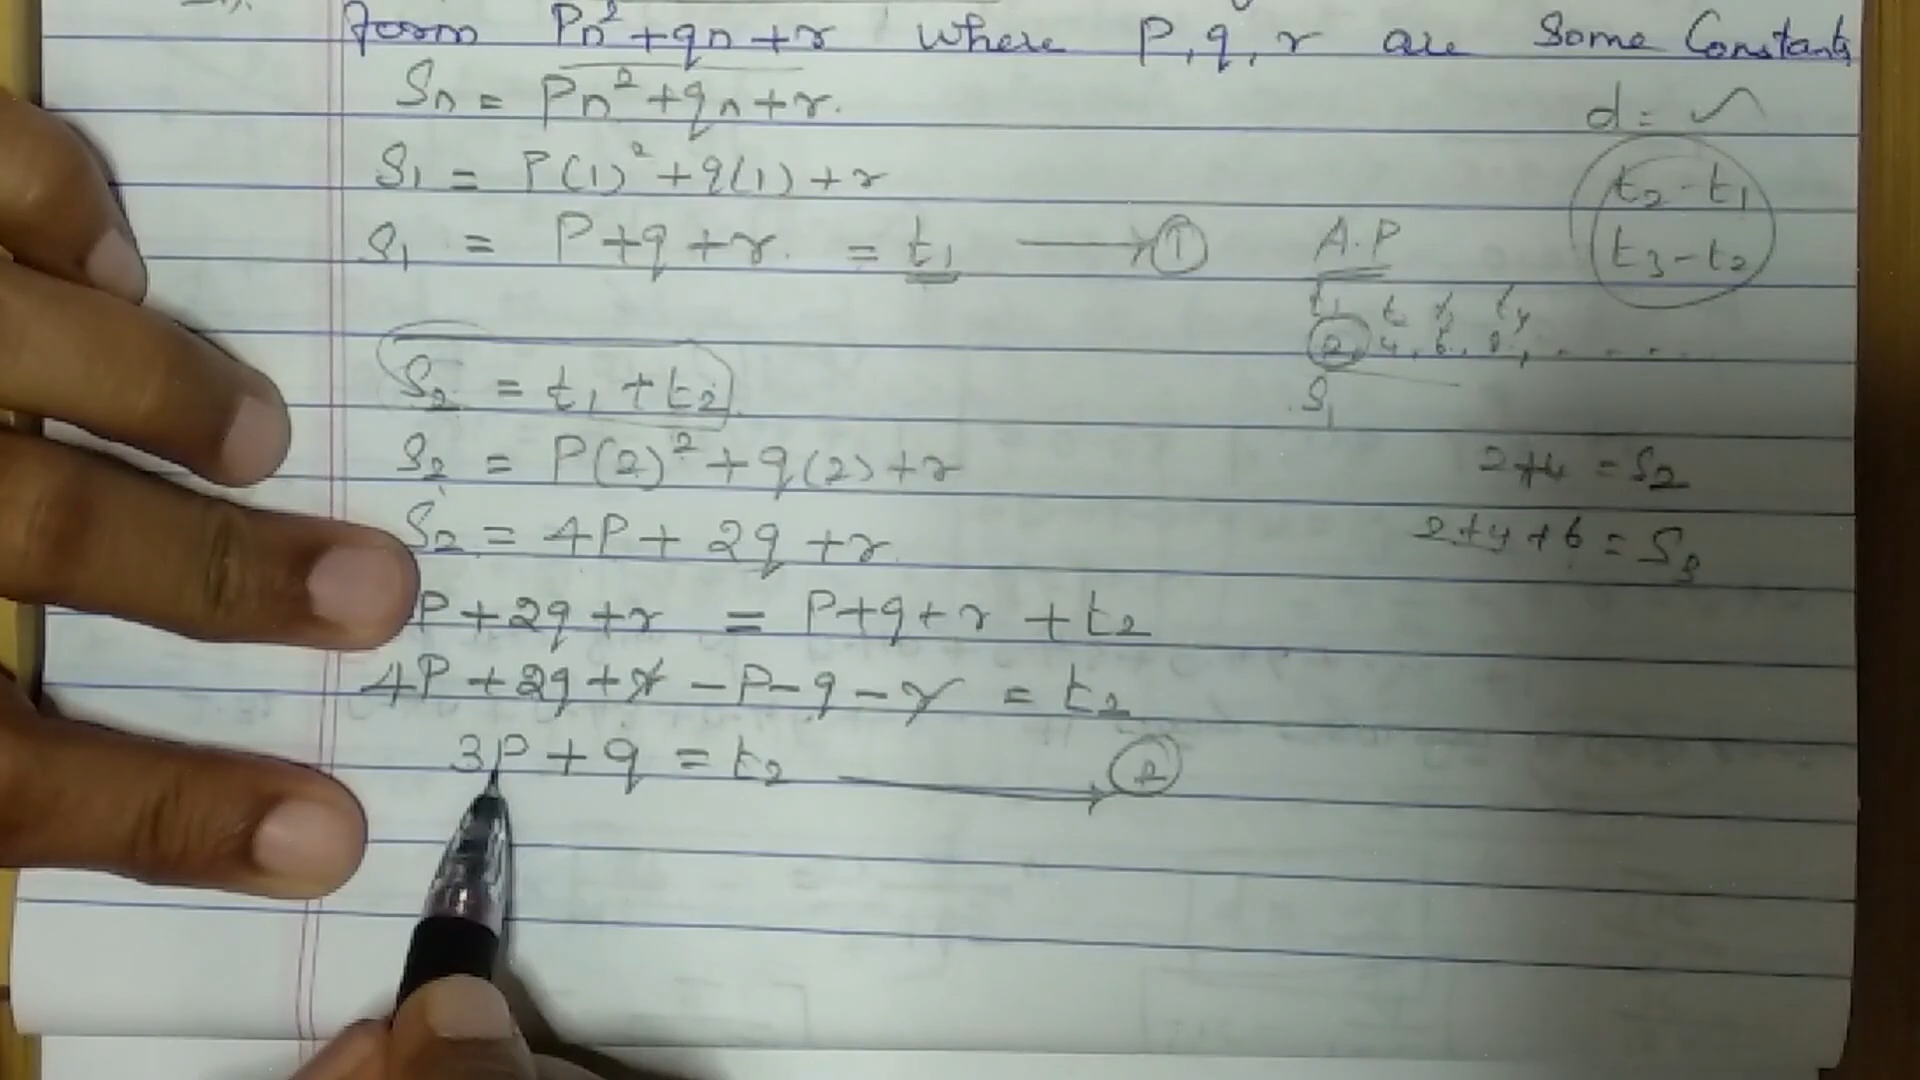 form Pn²+qn+r where P,q,r are Some Constants
Sn = Pn²+qn+r.
d =
S1 = P(1)²+q(1)+r
t2-t1
S1 = P+q+r. = t1 → ①
A.P
t3-t2
t1 t2 t3 t4
2, 4, 6, 8, . . . . .
S2 = t1+t2
S1
S2 = P(2)²+q(2)+r
2+4 = S2
S2 = 4P+2q+r
2+4+6 = S3
P+2q+r = P+q+r+t2
4P+2q+r-P-q-r = t2
3P+q = t2 → ②